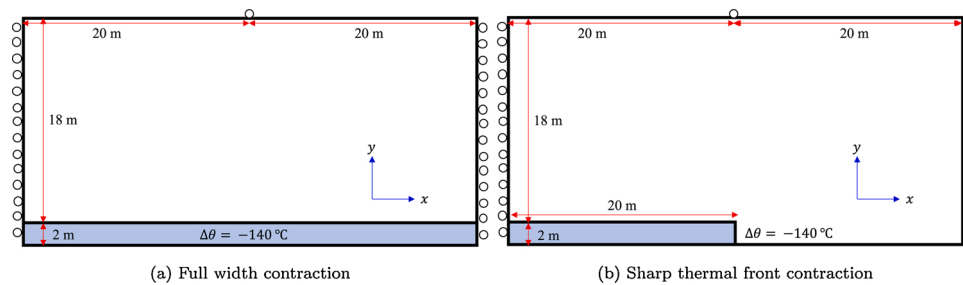 20 m
20 m
18 m
y
x
2 m
Δθ = −140 °C
(a) Full width contraction
20 m
20 m
18 m
y
x
20 m
2 m
Δθ = −140 °C
(b) Sharp thermal front contraction